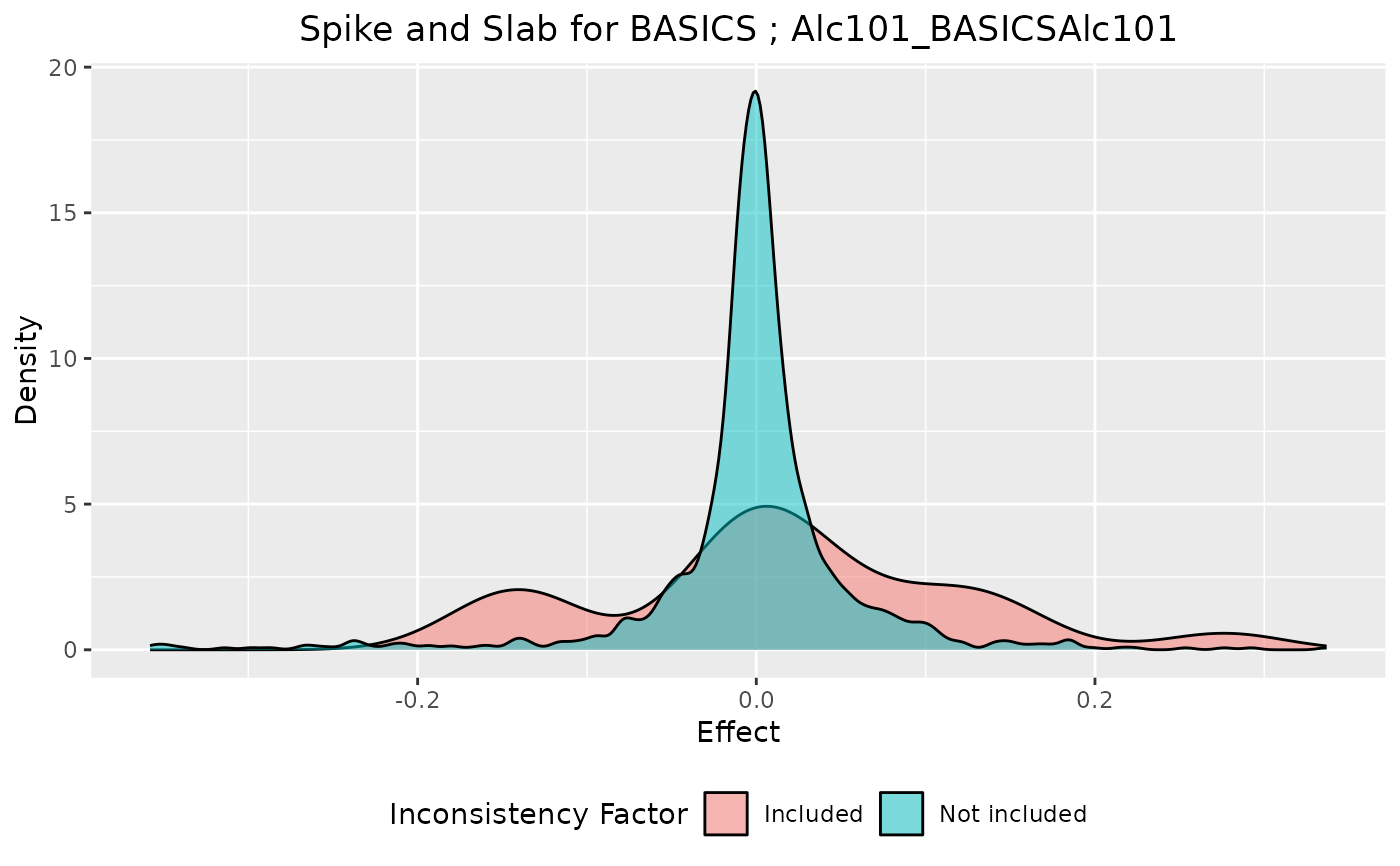 Spike and Slab for BASICS ; Alc101_BASICSAlc101
20
15
10
5
0
Density
-0.2 0.0 0.2
Effect
Inconsistency Factor Included Not included